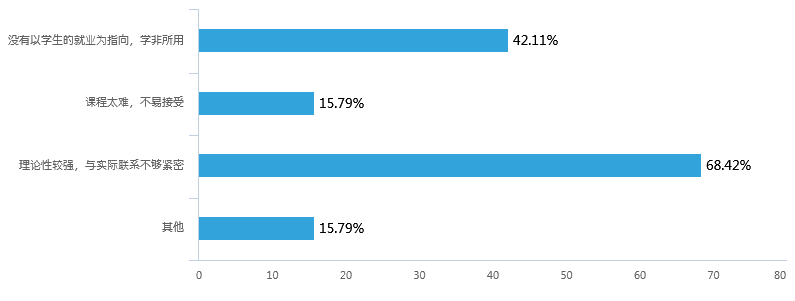 没有以学生的就业为指向，学非所用
42.11%
课程太难，不易接受
15.79%
理论性较强，与实际联系不够紧密
68.42%
其他
15.79%
0 10 20 30 40 50 60 70 80